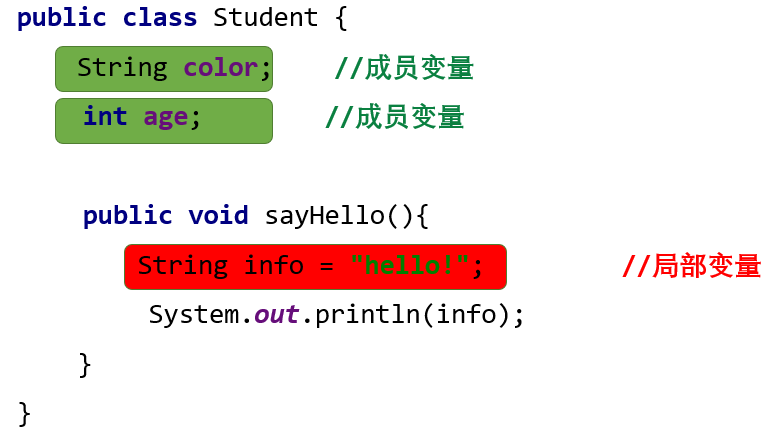 public class Student {
String color; //成员变量
int age; //成员变量
public void sayHello(){
String info = "hello!"; //局部变量
System.out.println(info);
}
}